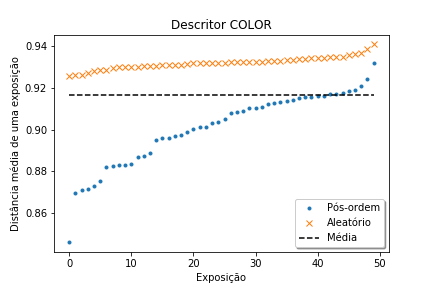 Descritor COLOR
Distância média de uma exposição
0.94
0.92
0.90
0.88
0.86
Pós-ordem
Aleatório
Média
0 10 20 30 40 50
Exposição